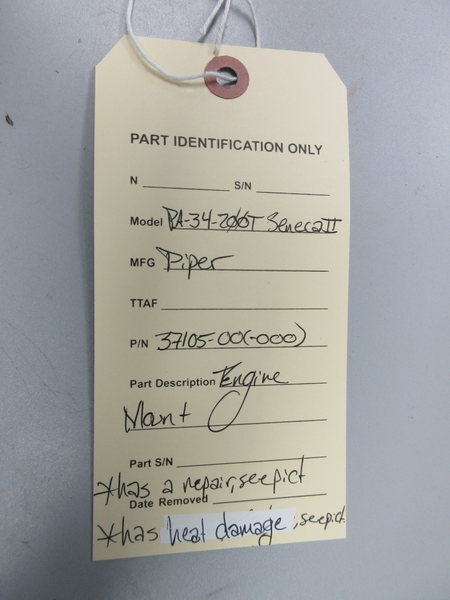 PART IDENTIFICATION ONLY
N S/N
Model PA-34-200T Seneca II
MFG Piper
TTAF
P/N 37105-00(-000)
Part Description Engine
Mount
Part S/N
*has a repair, see pict
Date Removed
*has heat damage, see pict